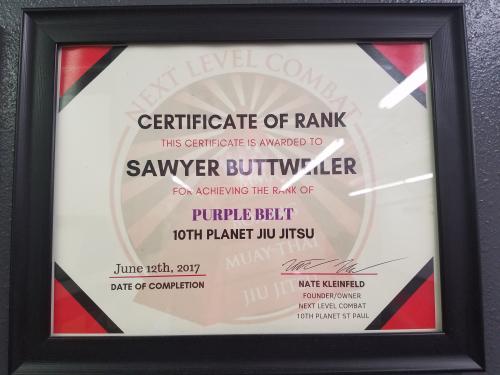 NEXT LEVEL COMBAT
CERTIFICATE OF RANK
THIS CERTIFICATE IS AWARDED TO
SAWYER BUTTWEILER
FOR ACHIEVING THE RANK OF
PURPLE BELT
10TH PLANET JIU JITSU
MUAY THAI
JIU JITSU
June 12th, 2017
DATE OF COMPLETION
NATE KLEINFELD
FOUNDER/OWNER
NEXT LEVEL COMBAT
10TH PLANET ST PAUL